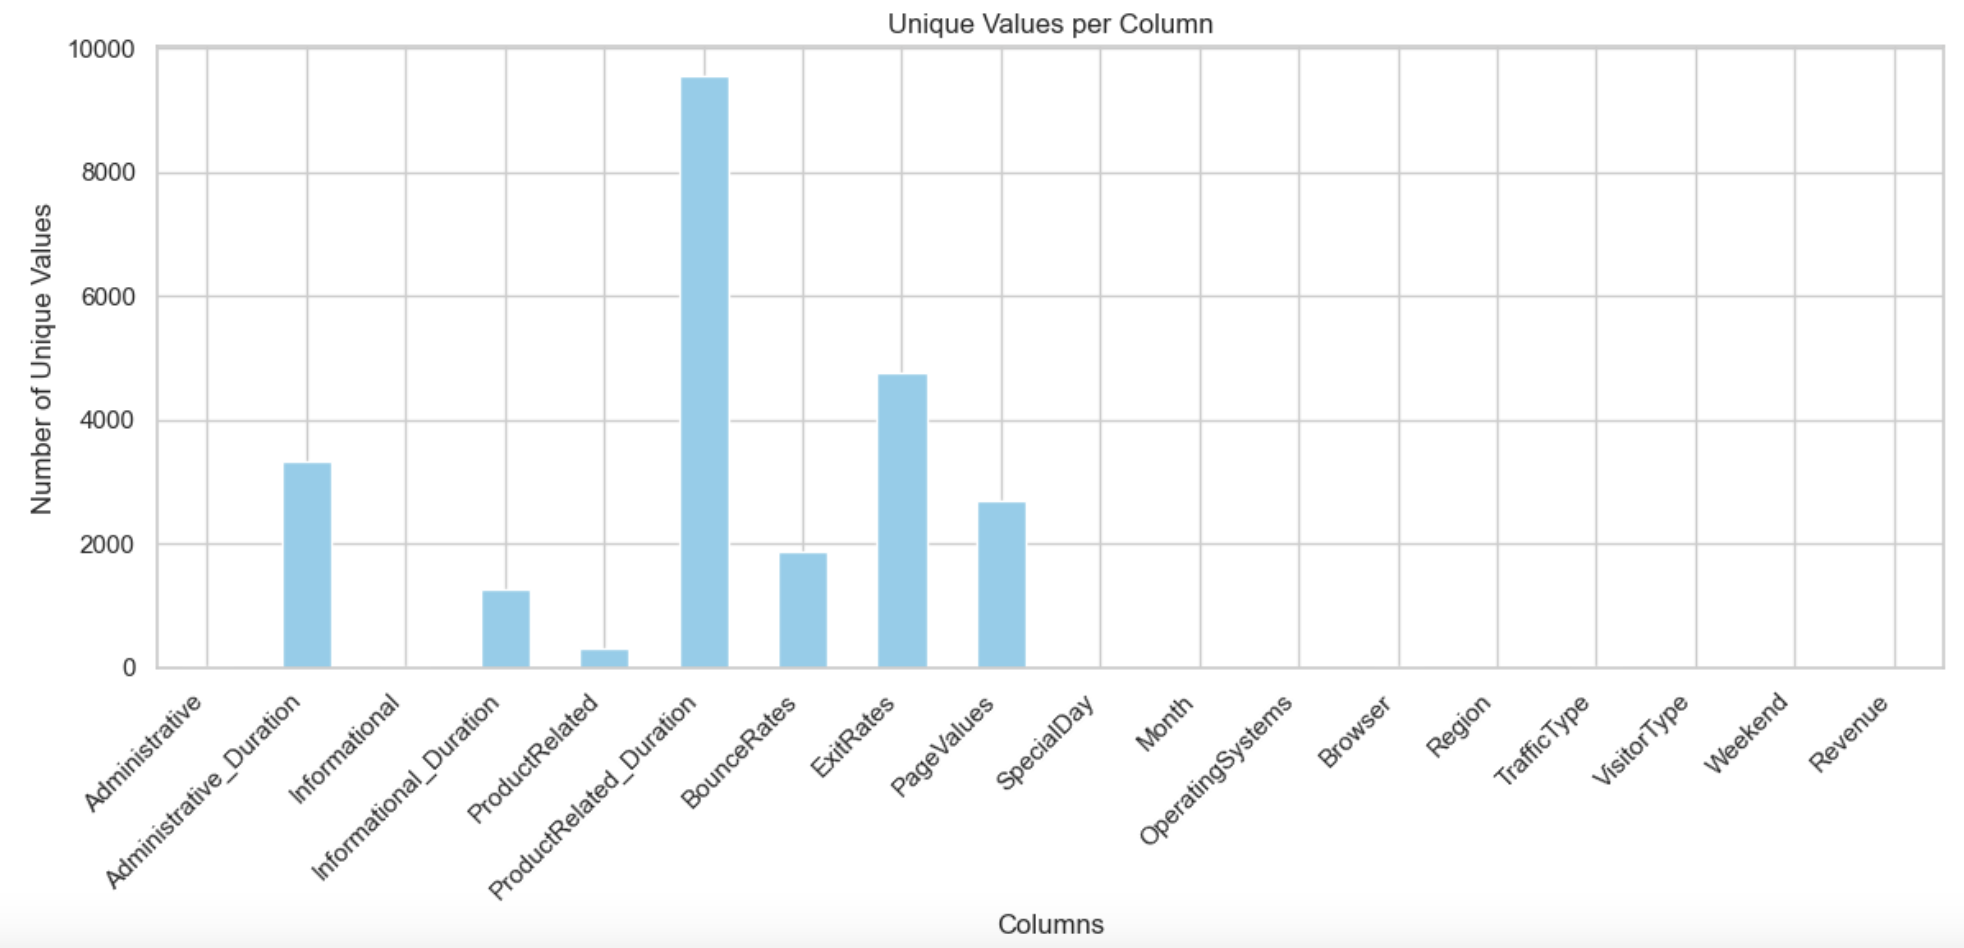 Unique Values per Column
10000
8000
6000
4000
2000
0
Number of Unique Values
Administrative
Administrative_Duration
Informational
Informational_Duration
ProductRelated
ProductRelated_Duration
BounceRates
ExitRates
PageValues
SpecialDay
Month
OperatingSystems
Browser
Region
TrafficType
VisitorType
Weekend
Revenue
Columns